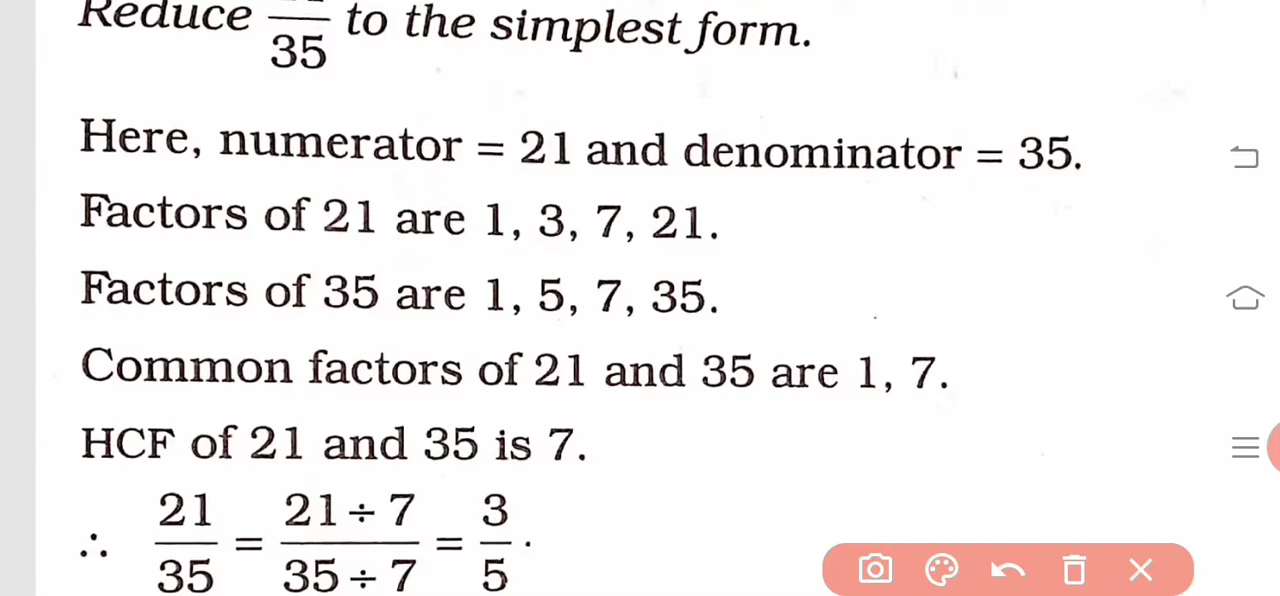 Reduce —/35 to the simplest form.
Here, numerator = 21 and denominator = 35.
Factors of 21 are 1, 3, 7, 21.
Factors of 35 are 1, 5, 7, 35.
Common factors of 21 and 35 are 1, 7.
HCF of 21 and 35 is 7.
∴ 21/35 = 21 ÷ 7/35 ÷ 7 = 3/5.